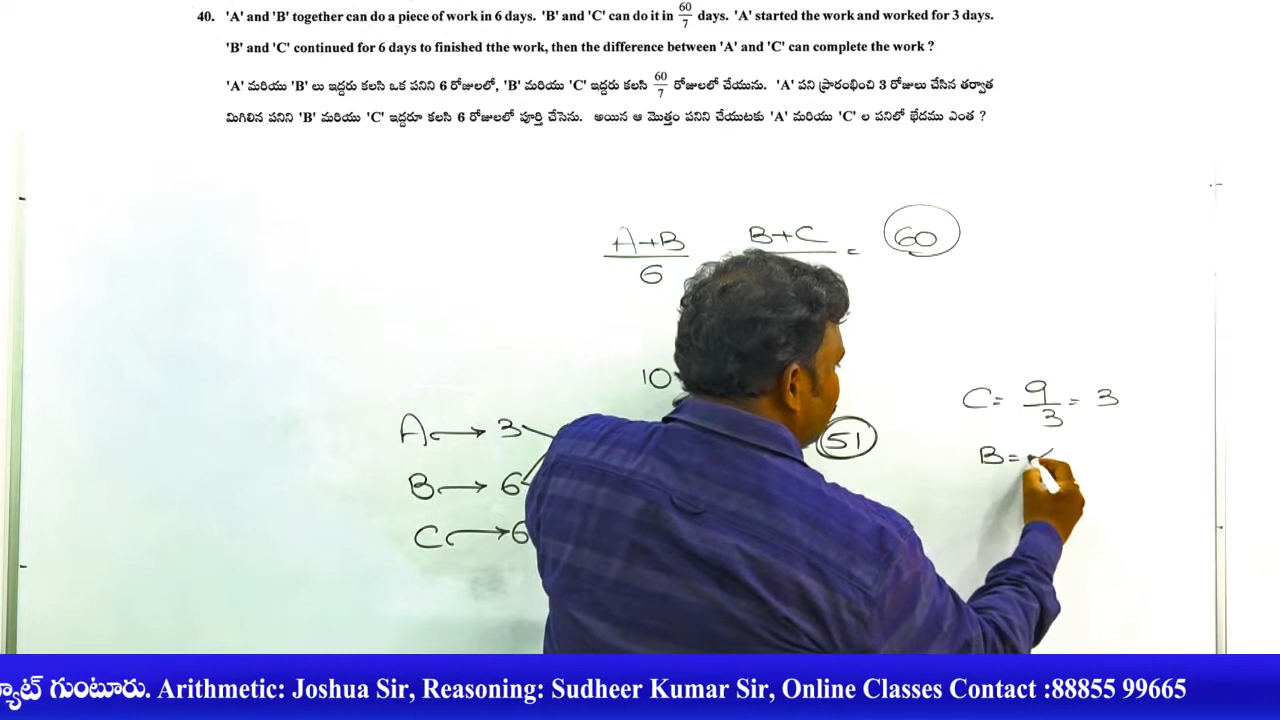 40. 'A' and 'B' together can do a piece of work in 6 days. 'B' and 'C' can do it in 60/7 days. 'A' started the work and worked for 3 days.
'B' and 'C' continued for 6 days to finished tthe work, then the difference between 'A' and 'C' can complete the work ?
'A' మరియు 'B' లు ఇద్దరు కలసి ఒక పనిని 6 రోజులలో, 'B' మరియు 'C' ఇద్దరు కలసి 60/7 రోజులలో చేయును. 'A' పని ప్రారంభించి 3 రోజులు చేసిన తర్వాత
మిగిలిన పనిని 'B' మరియు 'C' ఇద్దరూ కలసి 6 రోజులలో పూర్తి చేసెను. అయిన ఆ మొత్తం పనిని చేయుటకు 'A' మరియు 'C' ల పనిలో భేదము ఎంత ?
A+B/6 B+C = 60
10
C = 9/3 = 3
A → 3 51
B =
B → 6
C → 6
గుంటూరు. Arithmetic: Joshua Sir, Reasoning: Sudheer Kumar Sir, Online Classes Contact :88855 99665